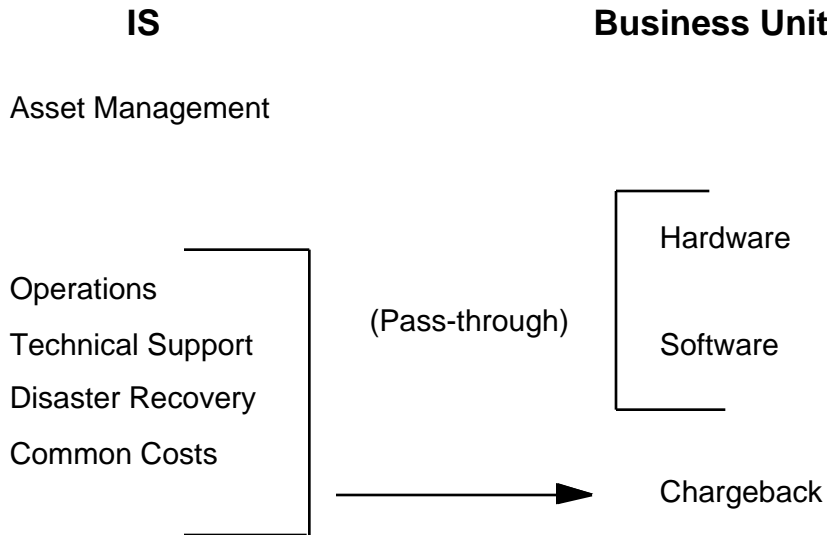 IS
Business Unit
Asset Management
Hardware
Operations
(Pass-through)
Technical Support
Software
Disaster Recovery
Common Costs
Chargeback